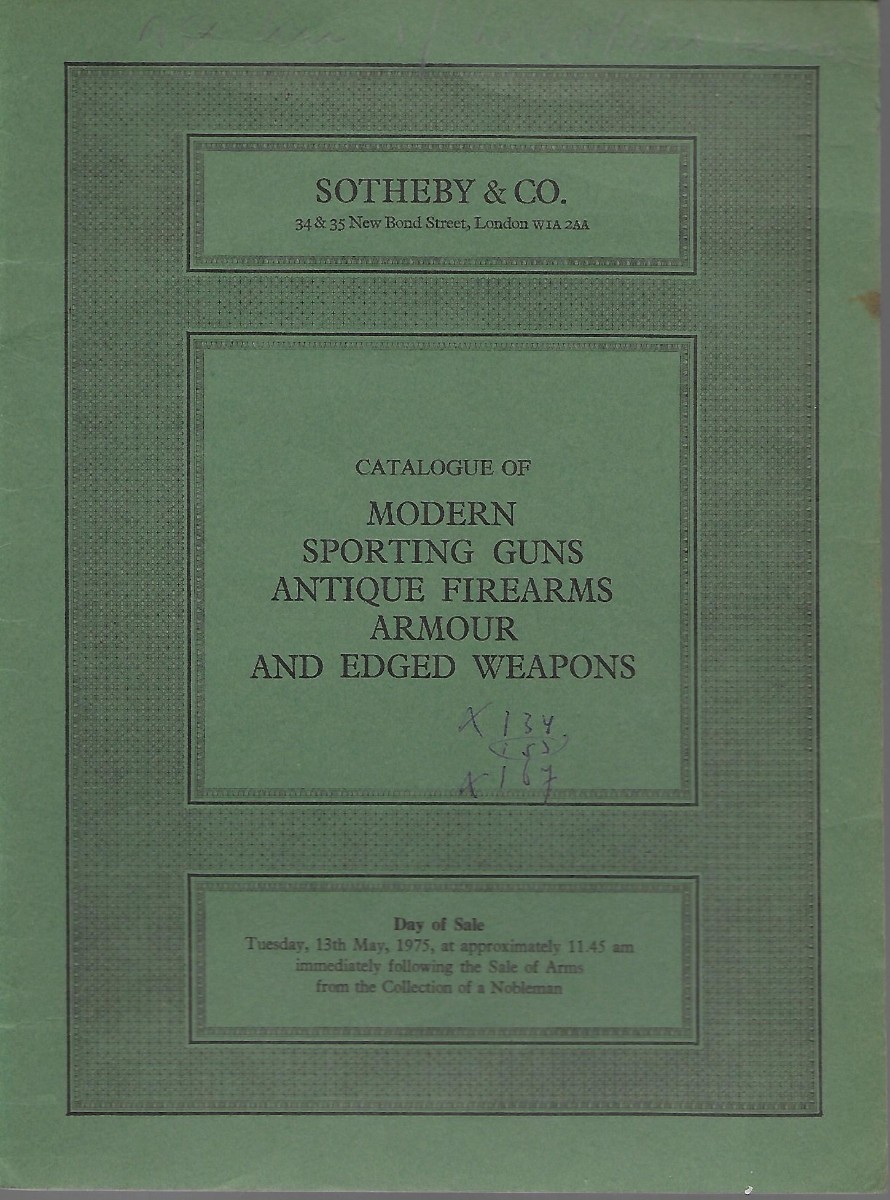 SOTHEBY & CO.
34 & 35 New Bond Street, London W1A 2AA
CATALOGUE OF
MODERN
SPORTING GUNS
ANTIQUE FIREARMS
ARMOUR
AND EDGED WEAPONS
X 134
X 167
Day of Sale
Tuesday, 13th May, 1975, at approximately 11.45 am
immediately following the Sale of Arms
from the Collection of a Nobleman